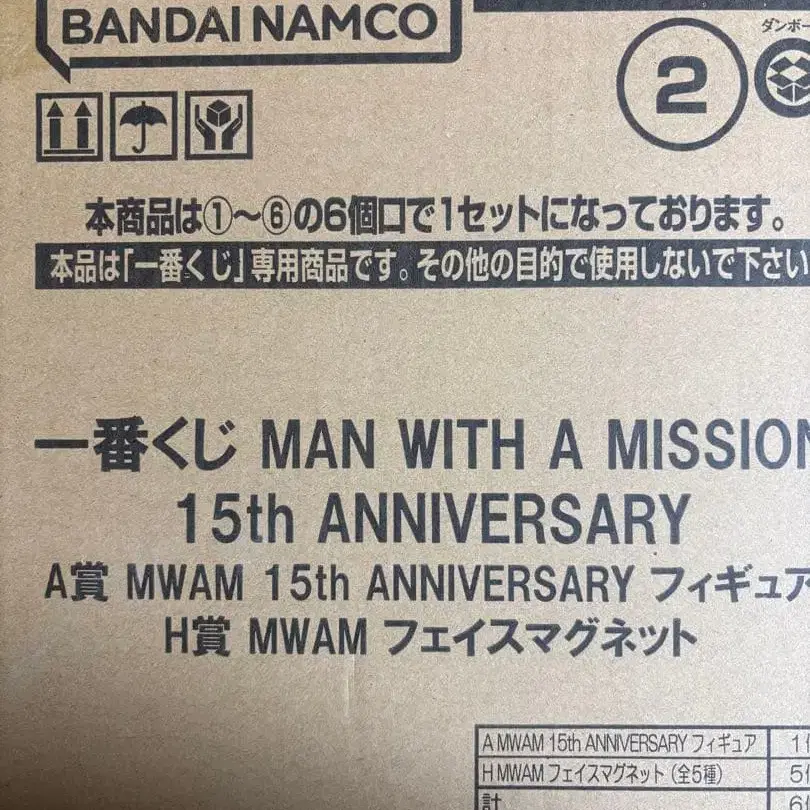 BANDAI NAMCO
②
ダンボー
本商品は①~⑥の6個口で1セットになっております。
本品は「一番くじ」専用商品です。その他の目的で使用しないで下さい
一番くじ MAN WITH A MISSION
15th ANNIVERSARY
A賞 MWAM 15th ANNIVERSARY フィギュア
H賞 MWAM フェイスマグネット
A MWAM 15th ANNIVERSARY フィギュア 1
H MWAM フェイスマグネット(全5種) 5
計 6